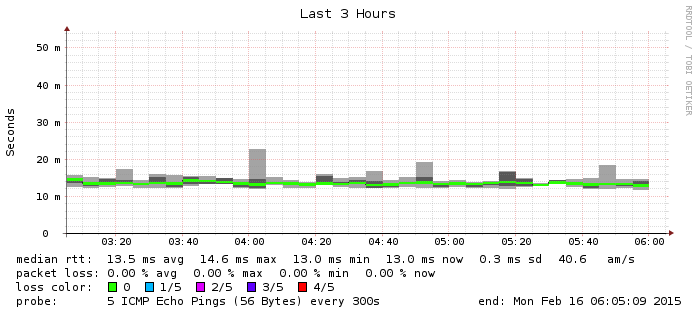 Last 3 Hours
RRDTOOL / TOBI OETIKER
Seconds
50 m
40 m
30 m
20 m
10 m
0
03:20 03:40 04:00 04:20 04:40 05:00 05:20 05:40 06:00
median rtt: 13.5 ms avg 14.6 ms max 13.0 ms min 13.0 ms now 0.3 ms sd 40.6 am/s
packet loss: 0.00 % avg 0.00 % max 0.00 % min 0.00 % now
loss color: 0 1/5 2/5 3/5 4/5
probe: 5 ICMP Echo Pings (56 Bytes) every 300s end: Mon Feb 16 06:05:09 2015